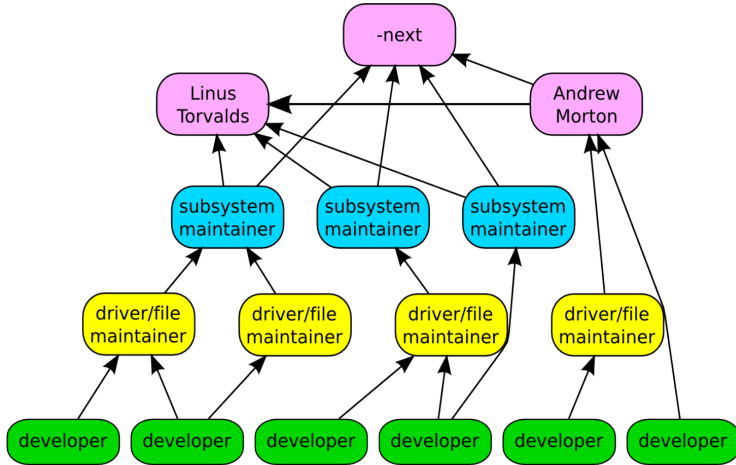 -next
Linus
Torvalds
Andrew
Morton
subsystem
maintainer
subsystem
maintainer
subsystem
maintainer
driver/file
maintainer
driver/file
maintainer
driver/file
maintainer
driver/file
maintainer
developer
developer
developer
developer
developer
developer